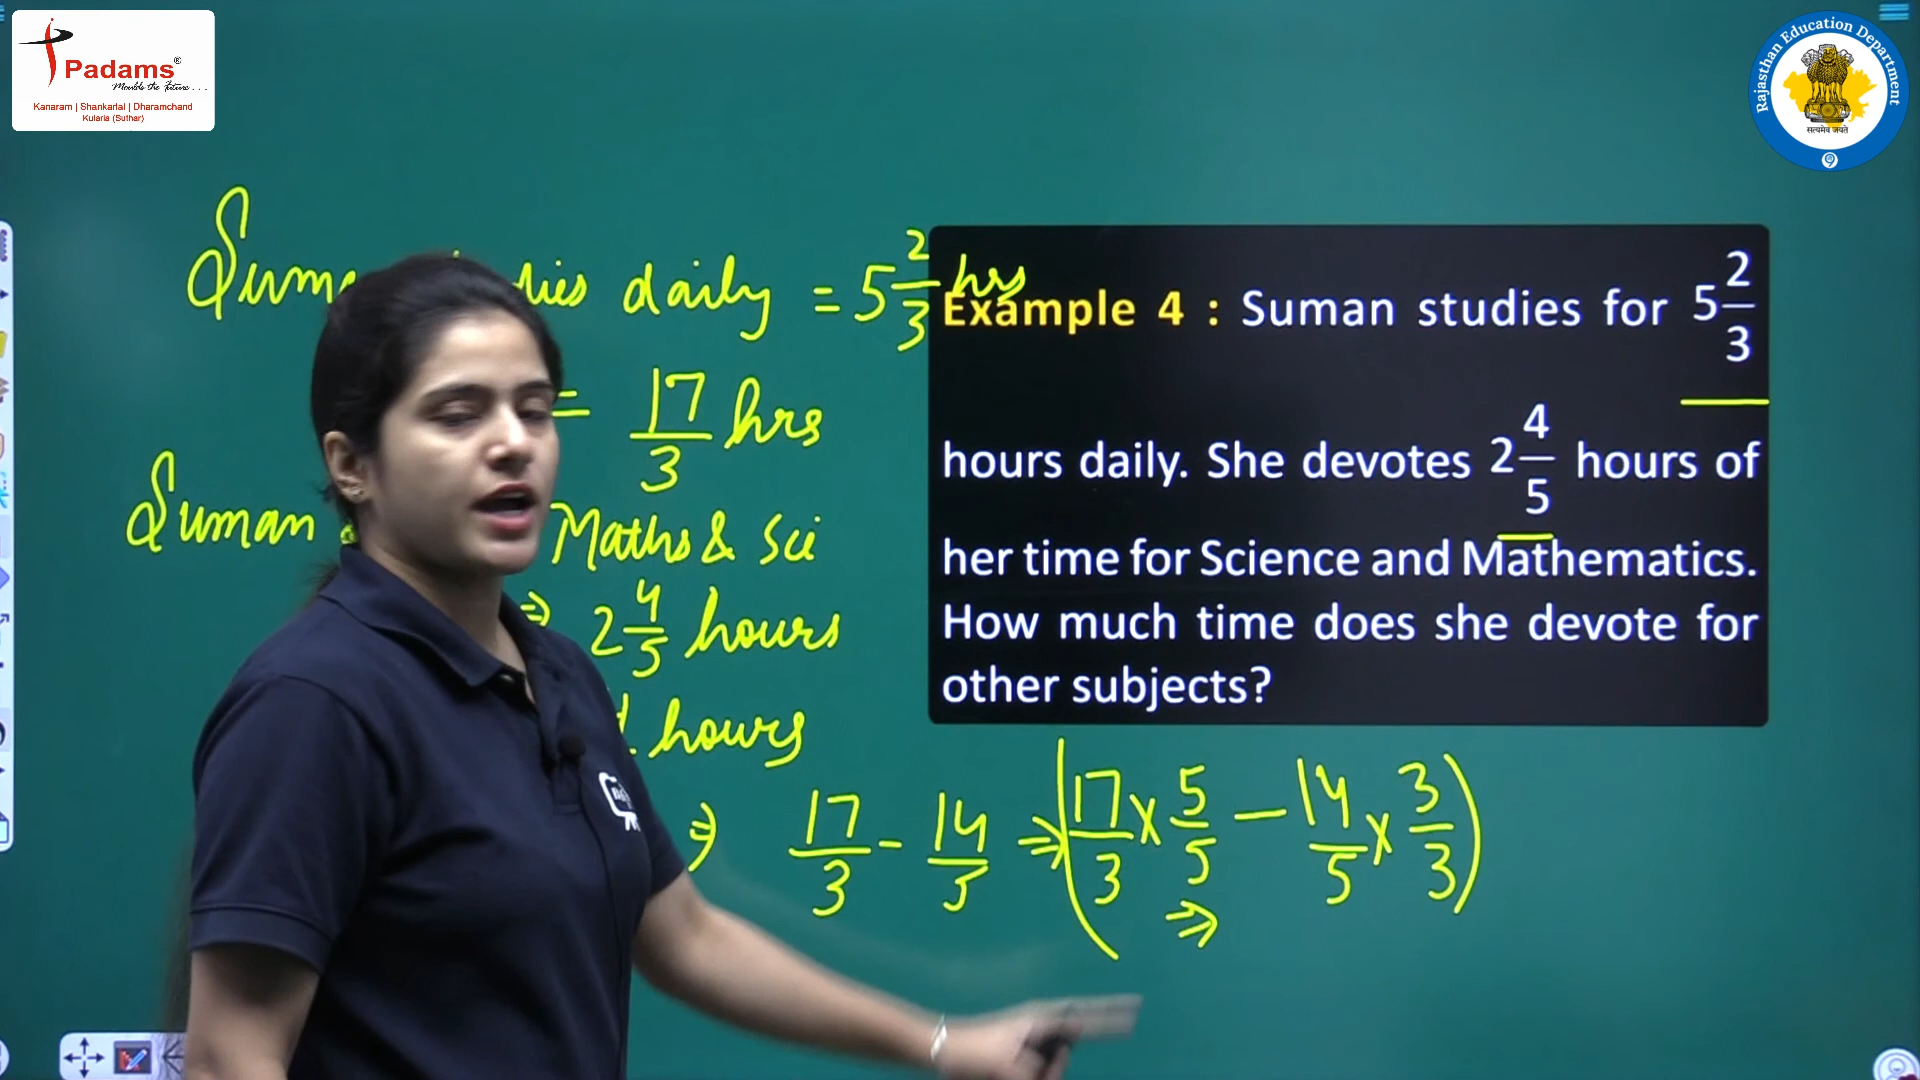 Padams®
Moulds the Future...
Kanaram | Shankarlal | Dharamchand
Kularia (Suthar)
Rajasthan Education Department
सत्यमेव जयते
daily = 5 2/3 hrs
= 17/3 hrs
Suman Maths & Sci
⇒ 2 4/5 hours
hours
⇒ 17/3 - 14/5 ⇒ (17/3 × 5/5 - 14/5 × 3/3)
⇒
Example 4 : Suman studies for 5 2/3
hours daily. She devotes 2 4/5 hours of
her time for Science and Mathematics.
How much time does she devote for
other subjects?